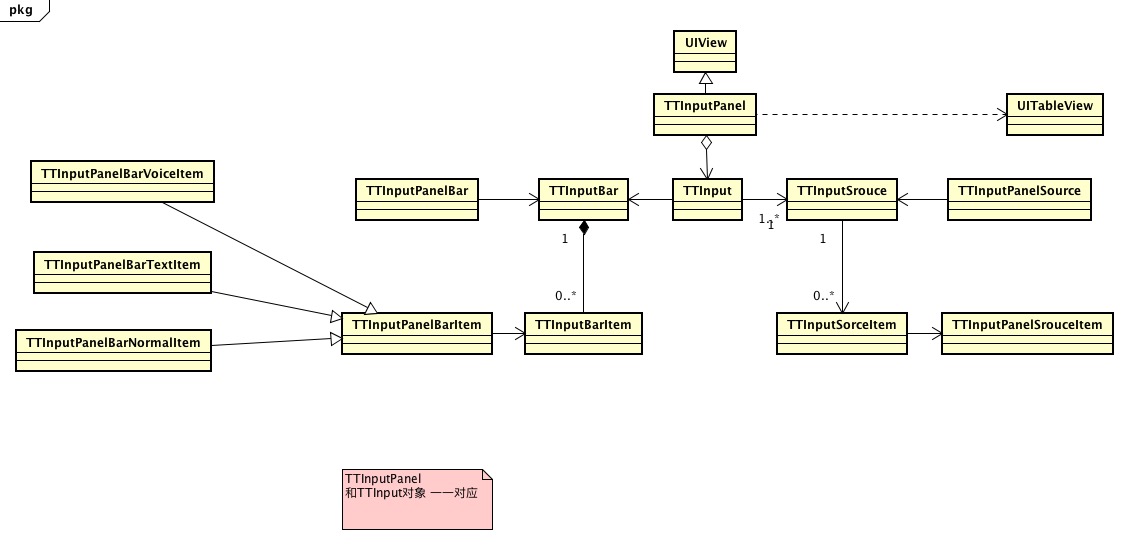 pkg
UIView
TTInputPanel
UITableView
TTInputPanelBarVoiceItem
TTInputPanelBar
TTInputBar
TTInput
TTInputSrouce
TTInputPanelSource
1..*
1
1
1
TTInputPanelBarTextItem
0..*
0..*
TTInputPanelBarItem
TTInputBarItem
TTInputSorceItem
TTInputPanelSrouceItem
TTInputPanelBarNormalItem
TTInputPanel
和TTInput对象 一一对应